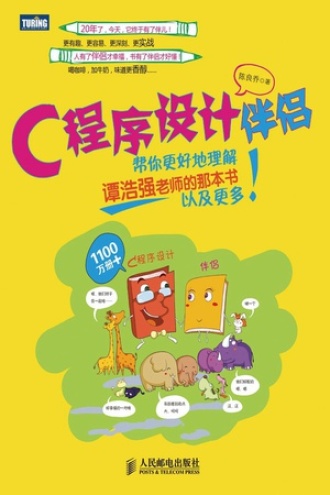 TURING
20年了，今天，它终于有了伴儿！
更有趣、更容易、更深刻、更实战
人有了伴侣才幸福，书有了伴侣才好懂
喝咖啡，加牛奶，味道更香醇……
陈良乔 著
C程序设计伴侣
帮你更好地理解
谭浩强老师的那本书
以及更多！
1100
万册+
C程序设计
伴侣
人民邮电出版社
POSTS & TELECOM PRESS